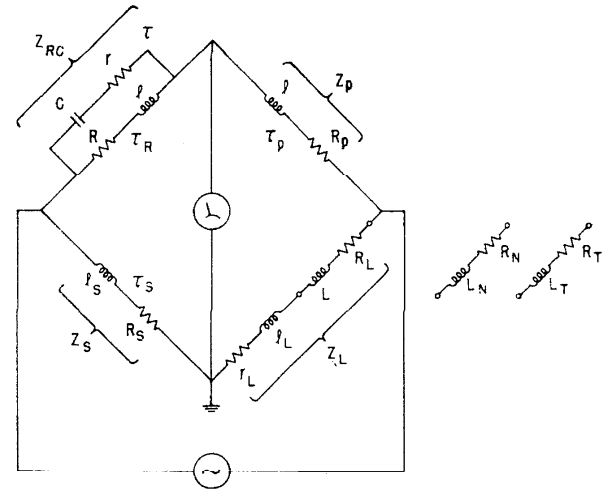 Z_RC
r
τ
C
ℓ
R
τ_R
ℓ
Z_p
τ_p
R_p
ℓ_S
τ_S
R_S
Z_S
R_L
L
ℓ_L
r_L
Z_L
R_N
L_N
R_T
L_T
~